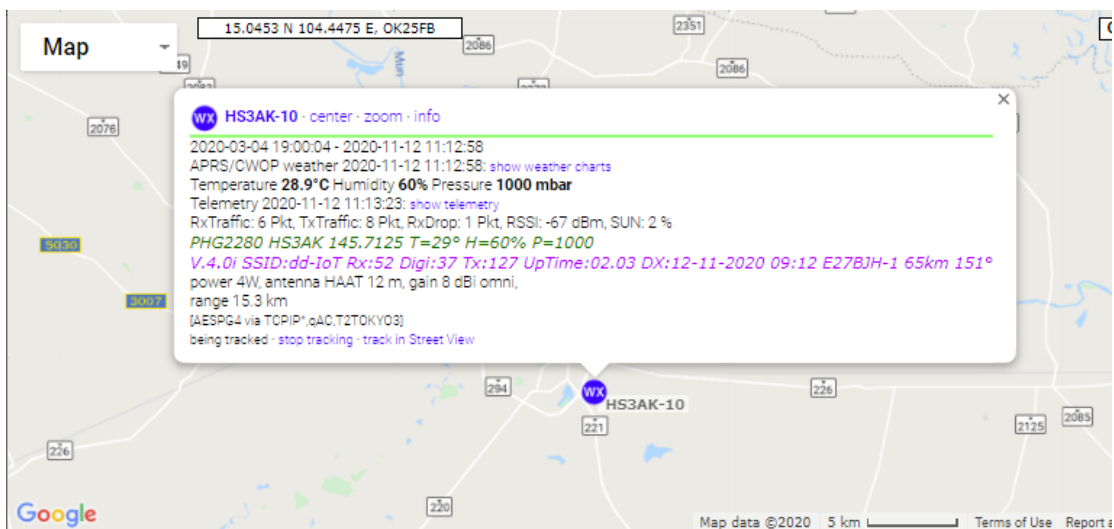 Map
15.0453 N 104.4475 E, OK25FB
2351
2086
Mun
49
2086
2076
WX HS3AK-10 · center · zoom · info
2020-03-04 19:00:04 - 2020-11-12 11:12:58
APRS/CWOP weather 2020-11-12 11:12:58: show weather charts
Temperature 28.9°C Humidity 60% Pressure 1000 mbar
Telemetry 2020-11-12 11:13:23: show telemetry
RxTraffic: 6 Pkt, TxTraffic: 8 Pkt, RxDrop: 1 Pkt, RSSI: -67 dBm, SUN: 2 %
PHG2280 HS3AK 145.7125 T=29° H=60% P=1000
5030
V.4.0i SSID:dd-IoT Rx:52 Digi:37 Tx:127 UpTime:02.03 DX:12-11-2020 09:12 E27BJH-1 65km 151°
power 4W, antenna HAAT 12 m, gain 8 dBi omni,
range 15.3 km
3007
[AESPG4 via TCPIP*,qAC,T2TOKYO3]
being tracked · stop tracking · track in Street View
294
WX
226
HS3AK-10
2085
221
2125
226
220
Google
Map data ©2020 5 km Terms of Use Report a